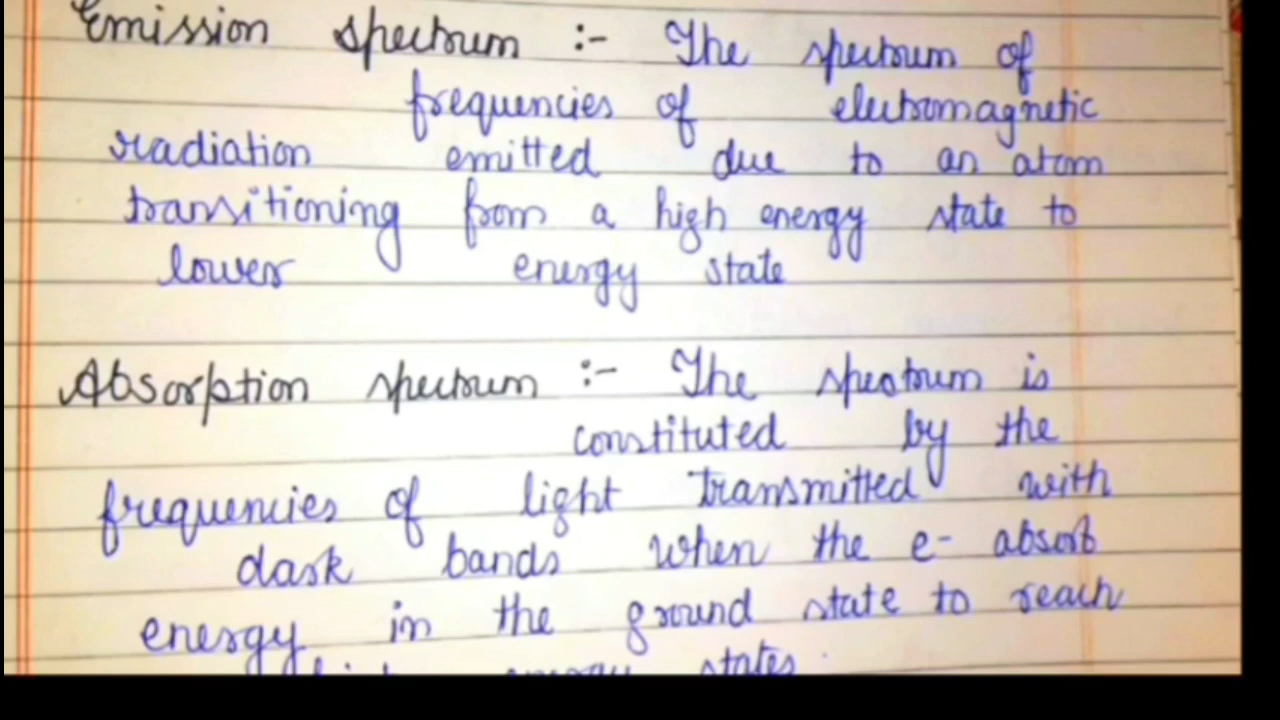 Emission spectrum :- The spectrum of
frequencies of electromagnetic
radiation emitted due to an atom
transitioning from a high energy state to
lower energy state
Absorption spectrum :- The spectrum is
constituted by the
frequencies of light transmitted with
dark bands when the e- absorb
energy in the ground state to reach
energy states.